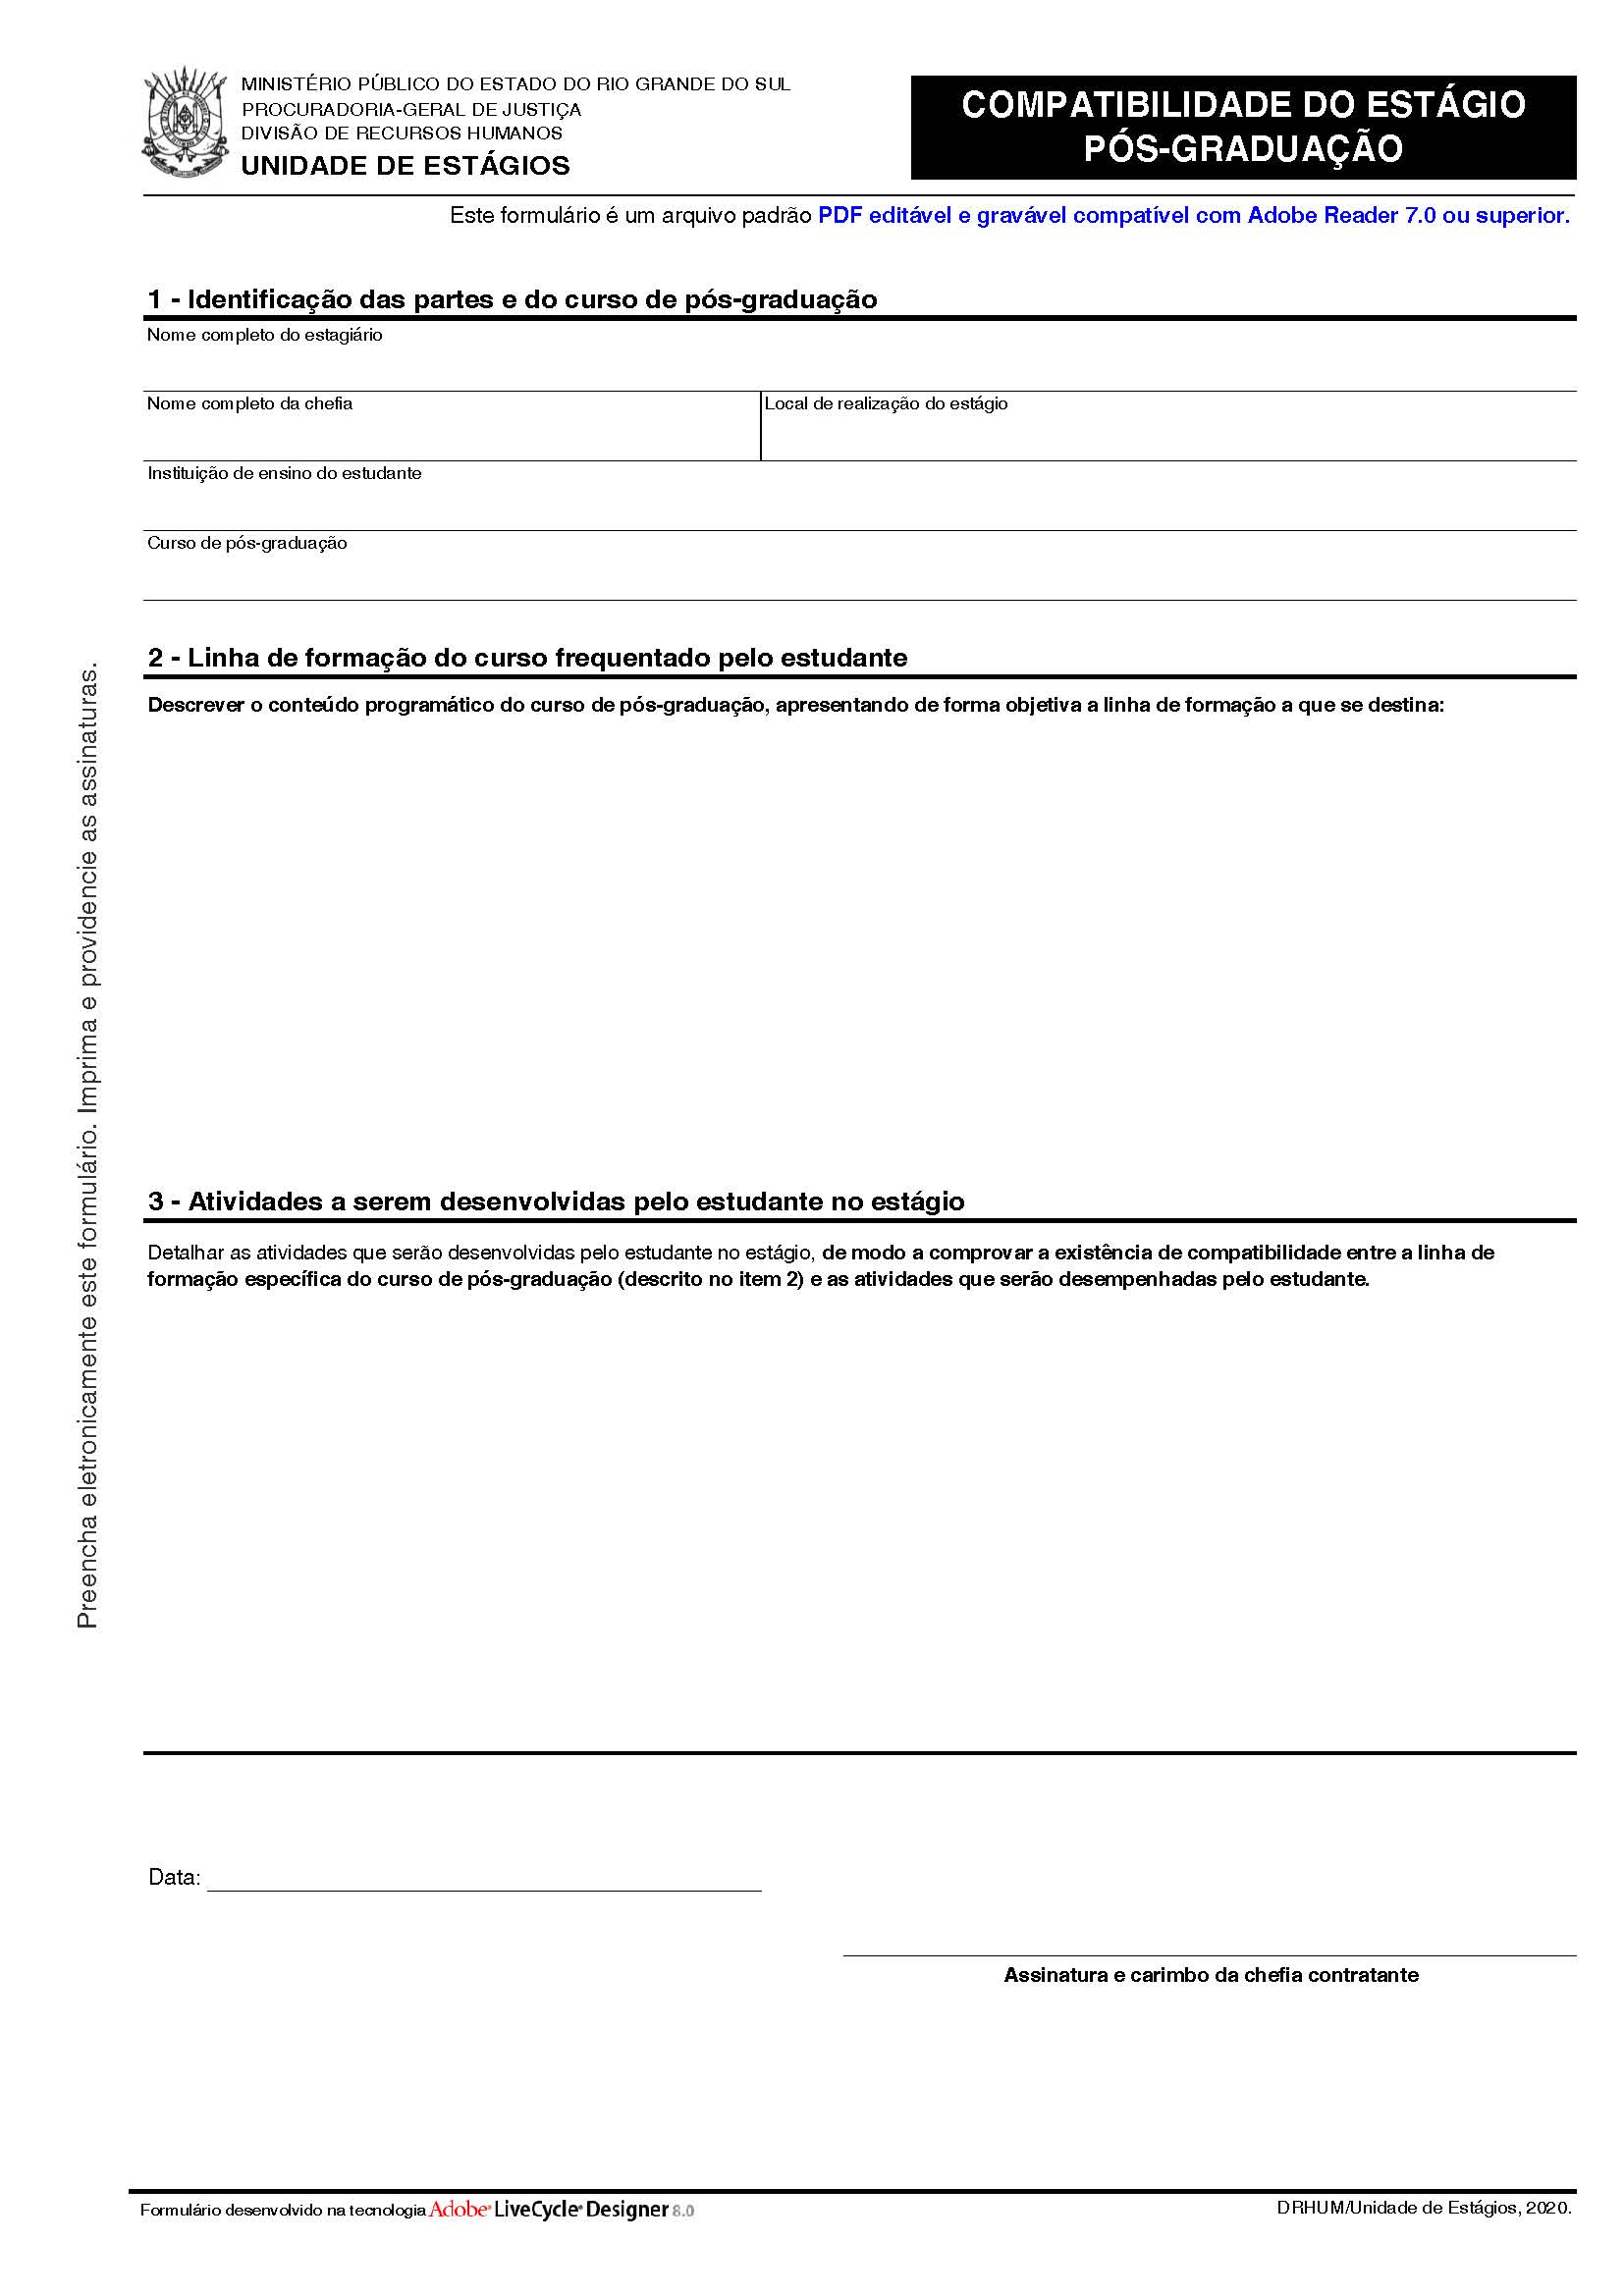 MINISTÉRIO PÚBLICO DO ESTADO DO RIO GRANDE DO SUL
PROCURADORIA-GERAL DE JUSTIÇA
DIVISÃO DE RECURSOS HUMANOS
UNIDADE DE ESTÁGIOS
COMPATIBILIDADE DO ESTÁGIO
PÓS-GRADUAÇÃO
Este formulário é um arquivo padrão PDF editável e gravável compatível com Adobe Reader 7.0 ou superior.
1 - Identificação das partes e do curso de pós-graduação
Nome completo do estagiário
Nome completo da chefia
Local de realização do estágio
Instituição de ensino do estudante
Curso de pós-graduação
2 - Linha de formação do curso frequentado pelo estudante
Descrever o conteúdo programático do curso de pós-graduação, apresentando de forma objetiva a linha de formação a que se destina:
Preencha eletronicamente este formulário. Imprima e providencie as assinaturas.
3 - Atividades a serem desenvolvidas pelo estudante no estágio
Detalhar as atividades que serão desenvolvidas pelo estudante no estágio, de modo a comprovar a existência de compatibilidade entre a linha de
formação específica do curso de pós-graduação (descrito no item 2) e as atividades que serão desempenhadas pelo estudante.
Data:
Assinatura e carimbo da chefia contratante
Formulário desenvolvido na tecnologia Adobe® LiveCycle® Designer 8.0
DRHUM/Unidade de Estágios, 2020.